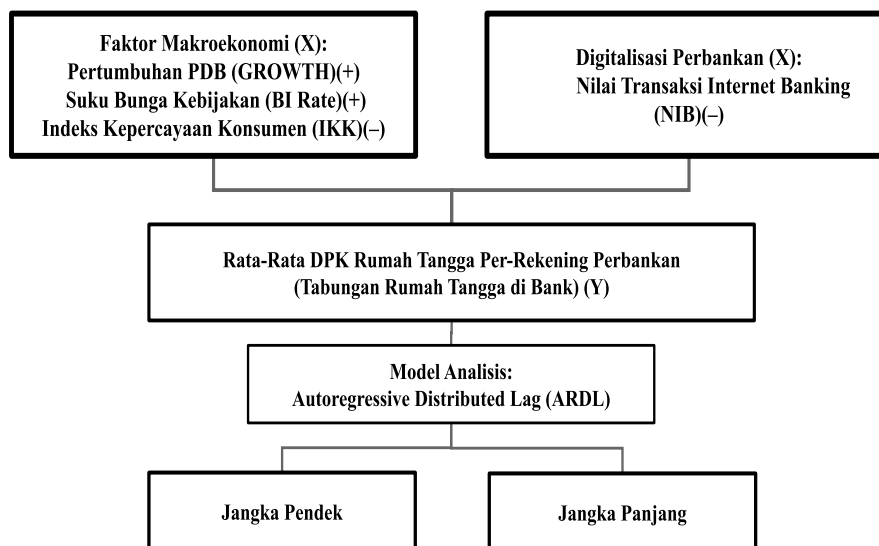 Faktor Makroekonomi (X):
Pertumbuhan PDB (GROWTH)(+)
Suku Bunga Kebijakan (BI Rate)(+)
Indeks Kepercayaan Konsumen (IKK)(–)
Digitalisasi Perbankan (X):
Nilai Transaksi Internet Banking
(NIB)(–)
Rata-Rata DPK Rumah Tangga Per-Rekening Perbankan
(Tabungan Rumah Tangga di Bank) (Y)
Model Analisis:
Autoregressive Distributed Lag (ARDL)
Jangka Pendek
Jangka Panjang